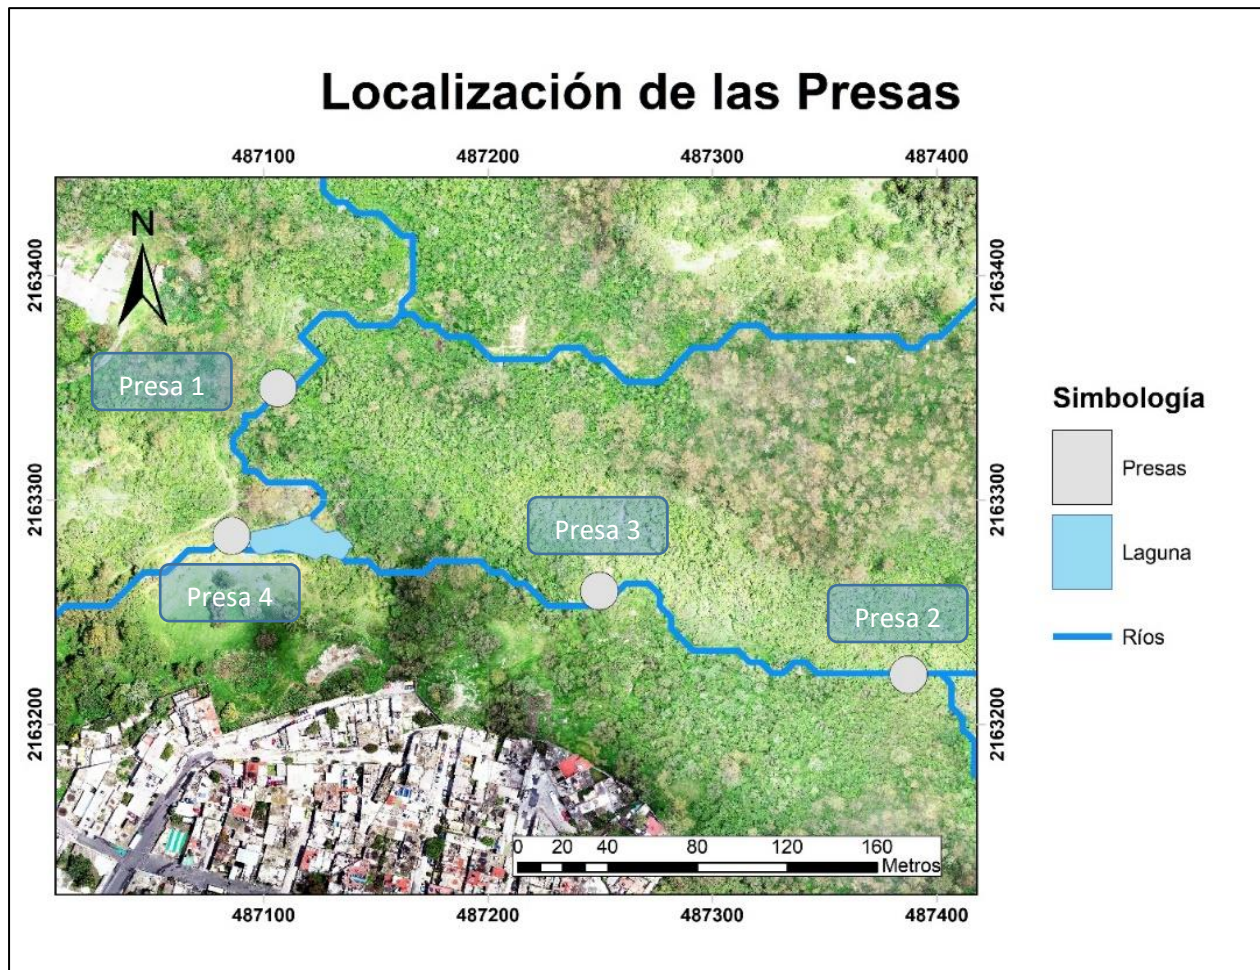 Localización de las Presas
487100 487200 487300 487400
N
2163400 2163400
Presa 1
Simbología
Presas
2163300 2163300
Presa 3
Laguna
Presa 4
Presa 2
Ríos
2163200 2163200
0 20 40 80 120 160
Metros
487100 487200 487300 487400